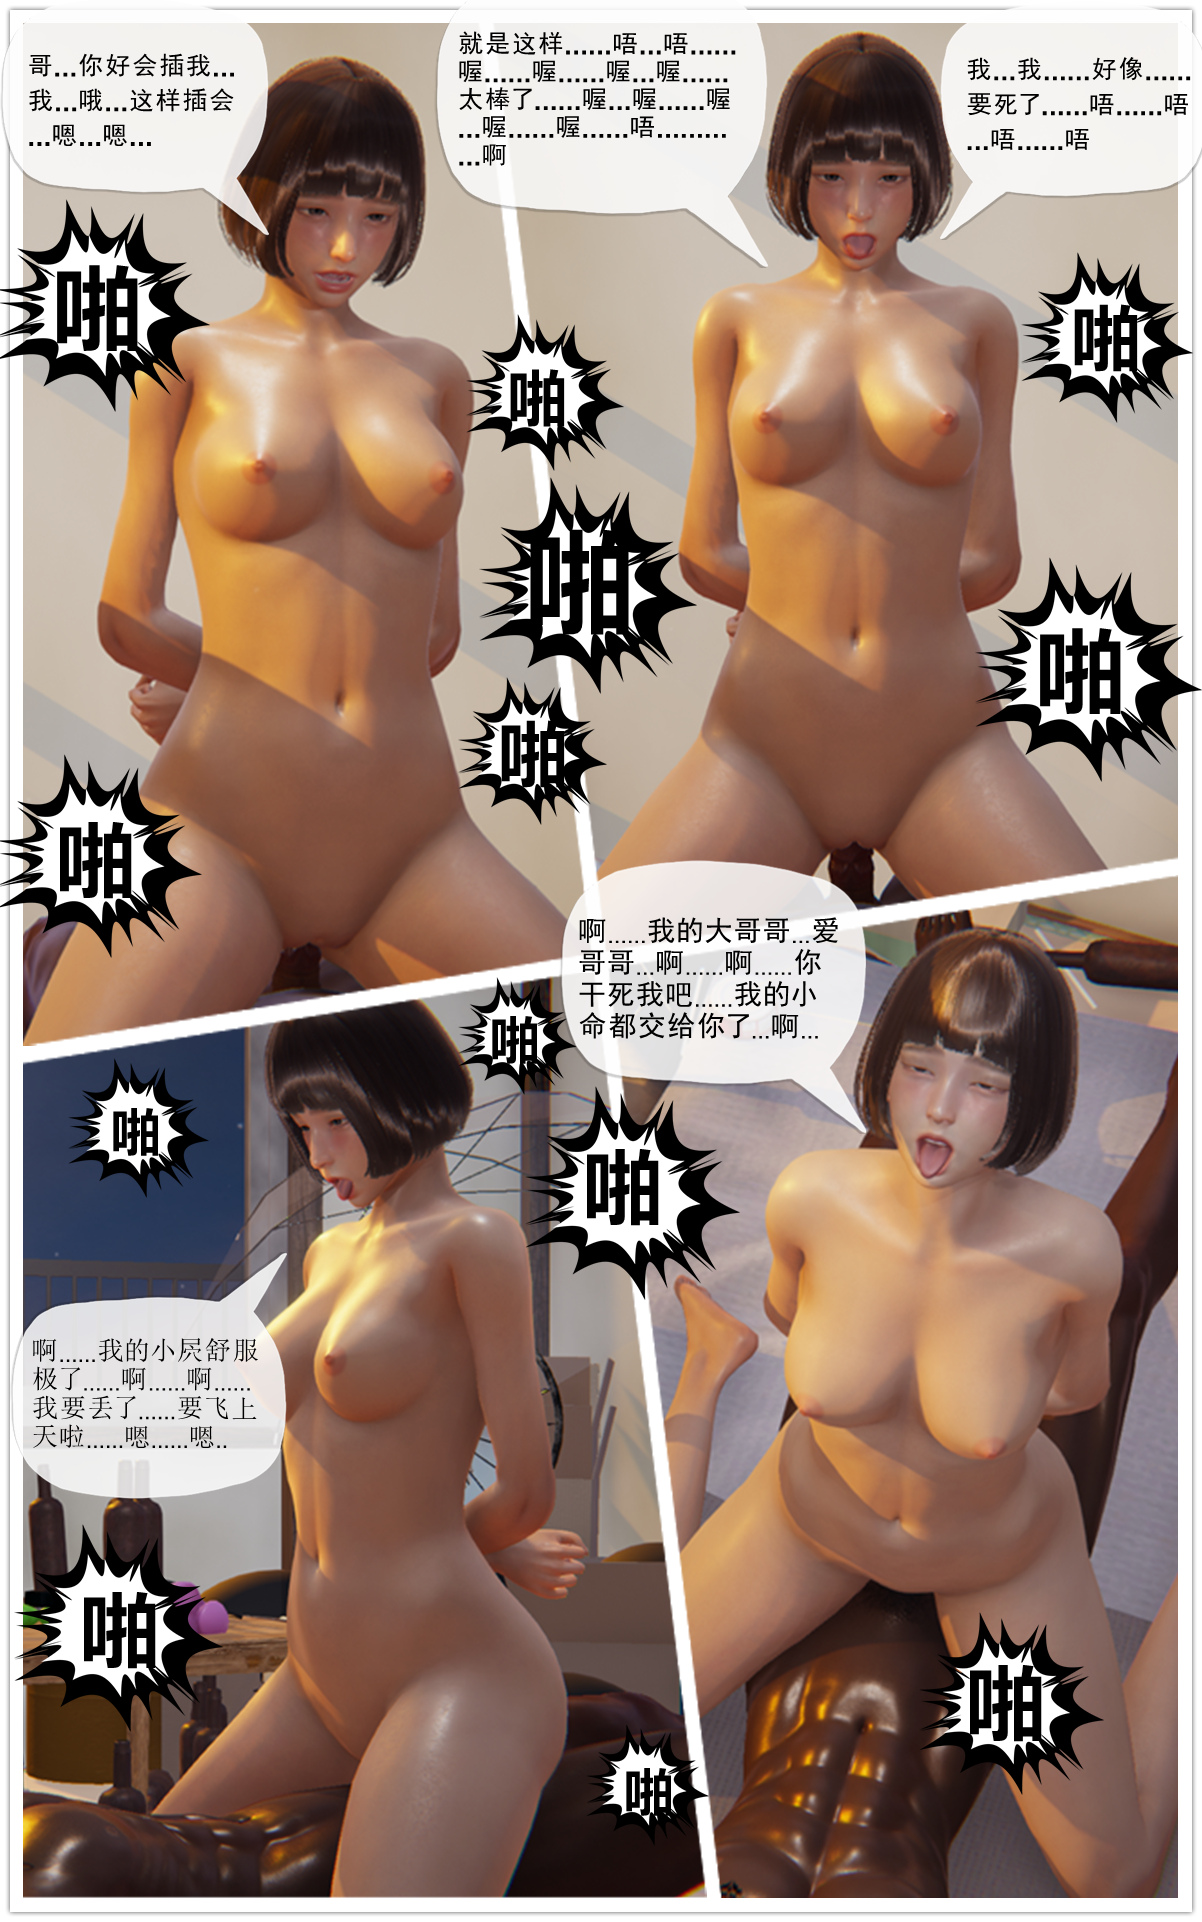 哥...你好会插我...
我...哦...这样插会
...嗯...嗯...
就是这样......唔...唔......
喔......喔......喔...喔......
太棒了......喔...喔......喔
...喔......喔......唔.........
...啊
我...我......好像......
要死了......唔......唔
...唔......唔
啪
啪
啪
啪
啪
啪
啪
啊......我的大哥哥...爱
哥哥...啊......啊......你
干死我吧......我的小
命都交给你了...啊...
啪
啪
啪
啊......我的小屄舒服
极了......啊......啊......
我要丢了......要飞上
天啦......嗯......嗯..
啪
啪
啪